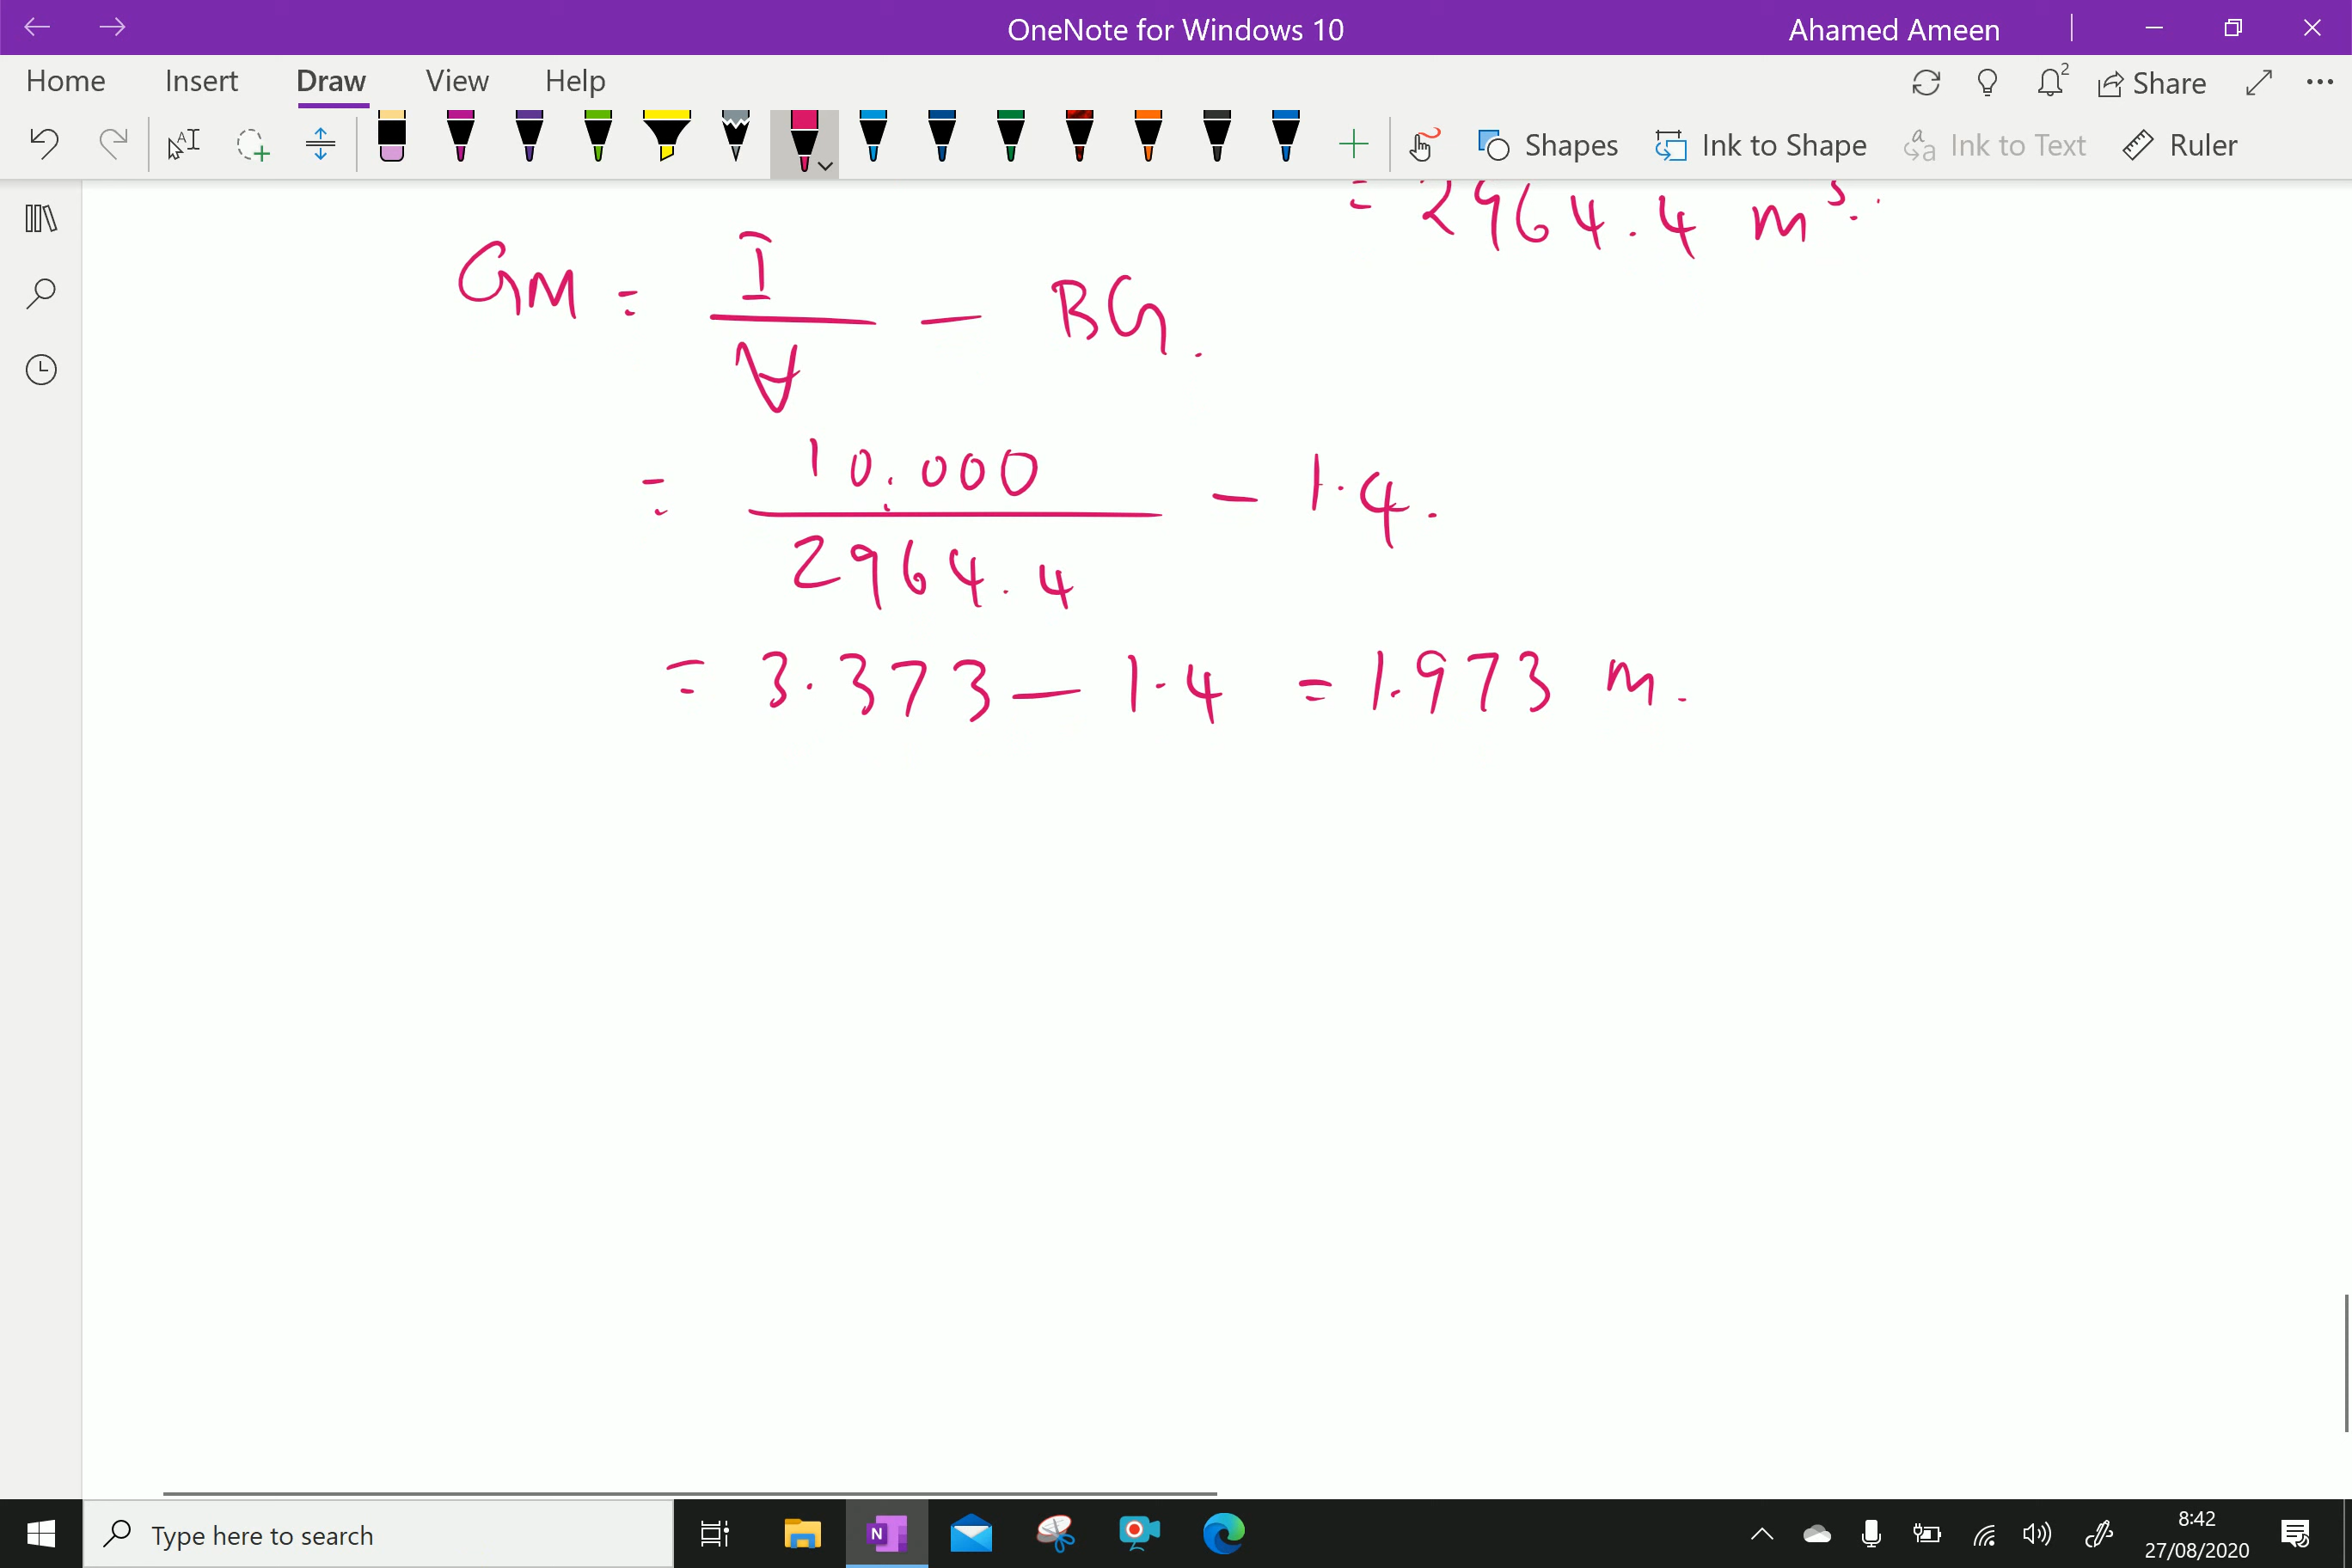 OneNote for Windows 10 Ahamed Ameen
Home Insert Draw View Help 2 Share
Shapes Ink to Shape Ink to Text Ruler
= 2964.4 m³.
GM = I/V - BG.
= 10,000/2964.4 - 1.4.
= 3.373 - 1.4 = 1.973 m.
Type here to search
8:42
27/08/2020